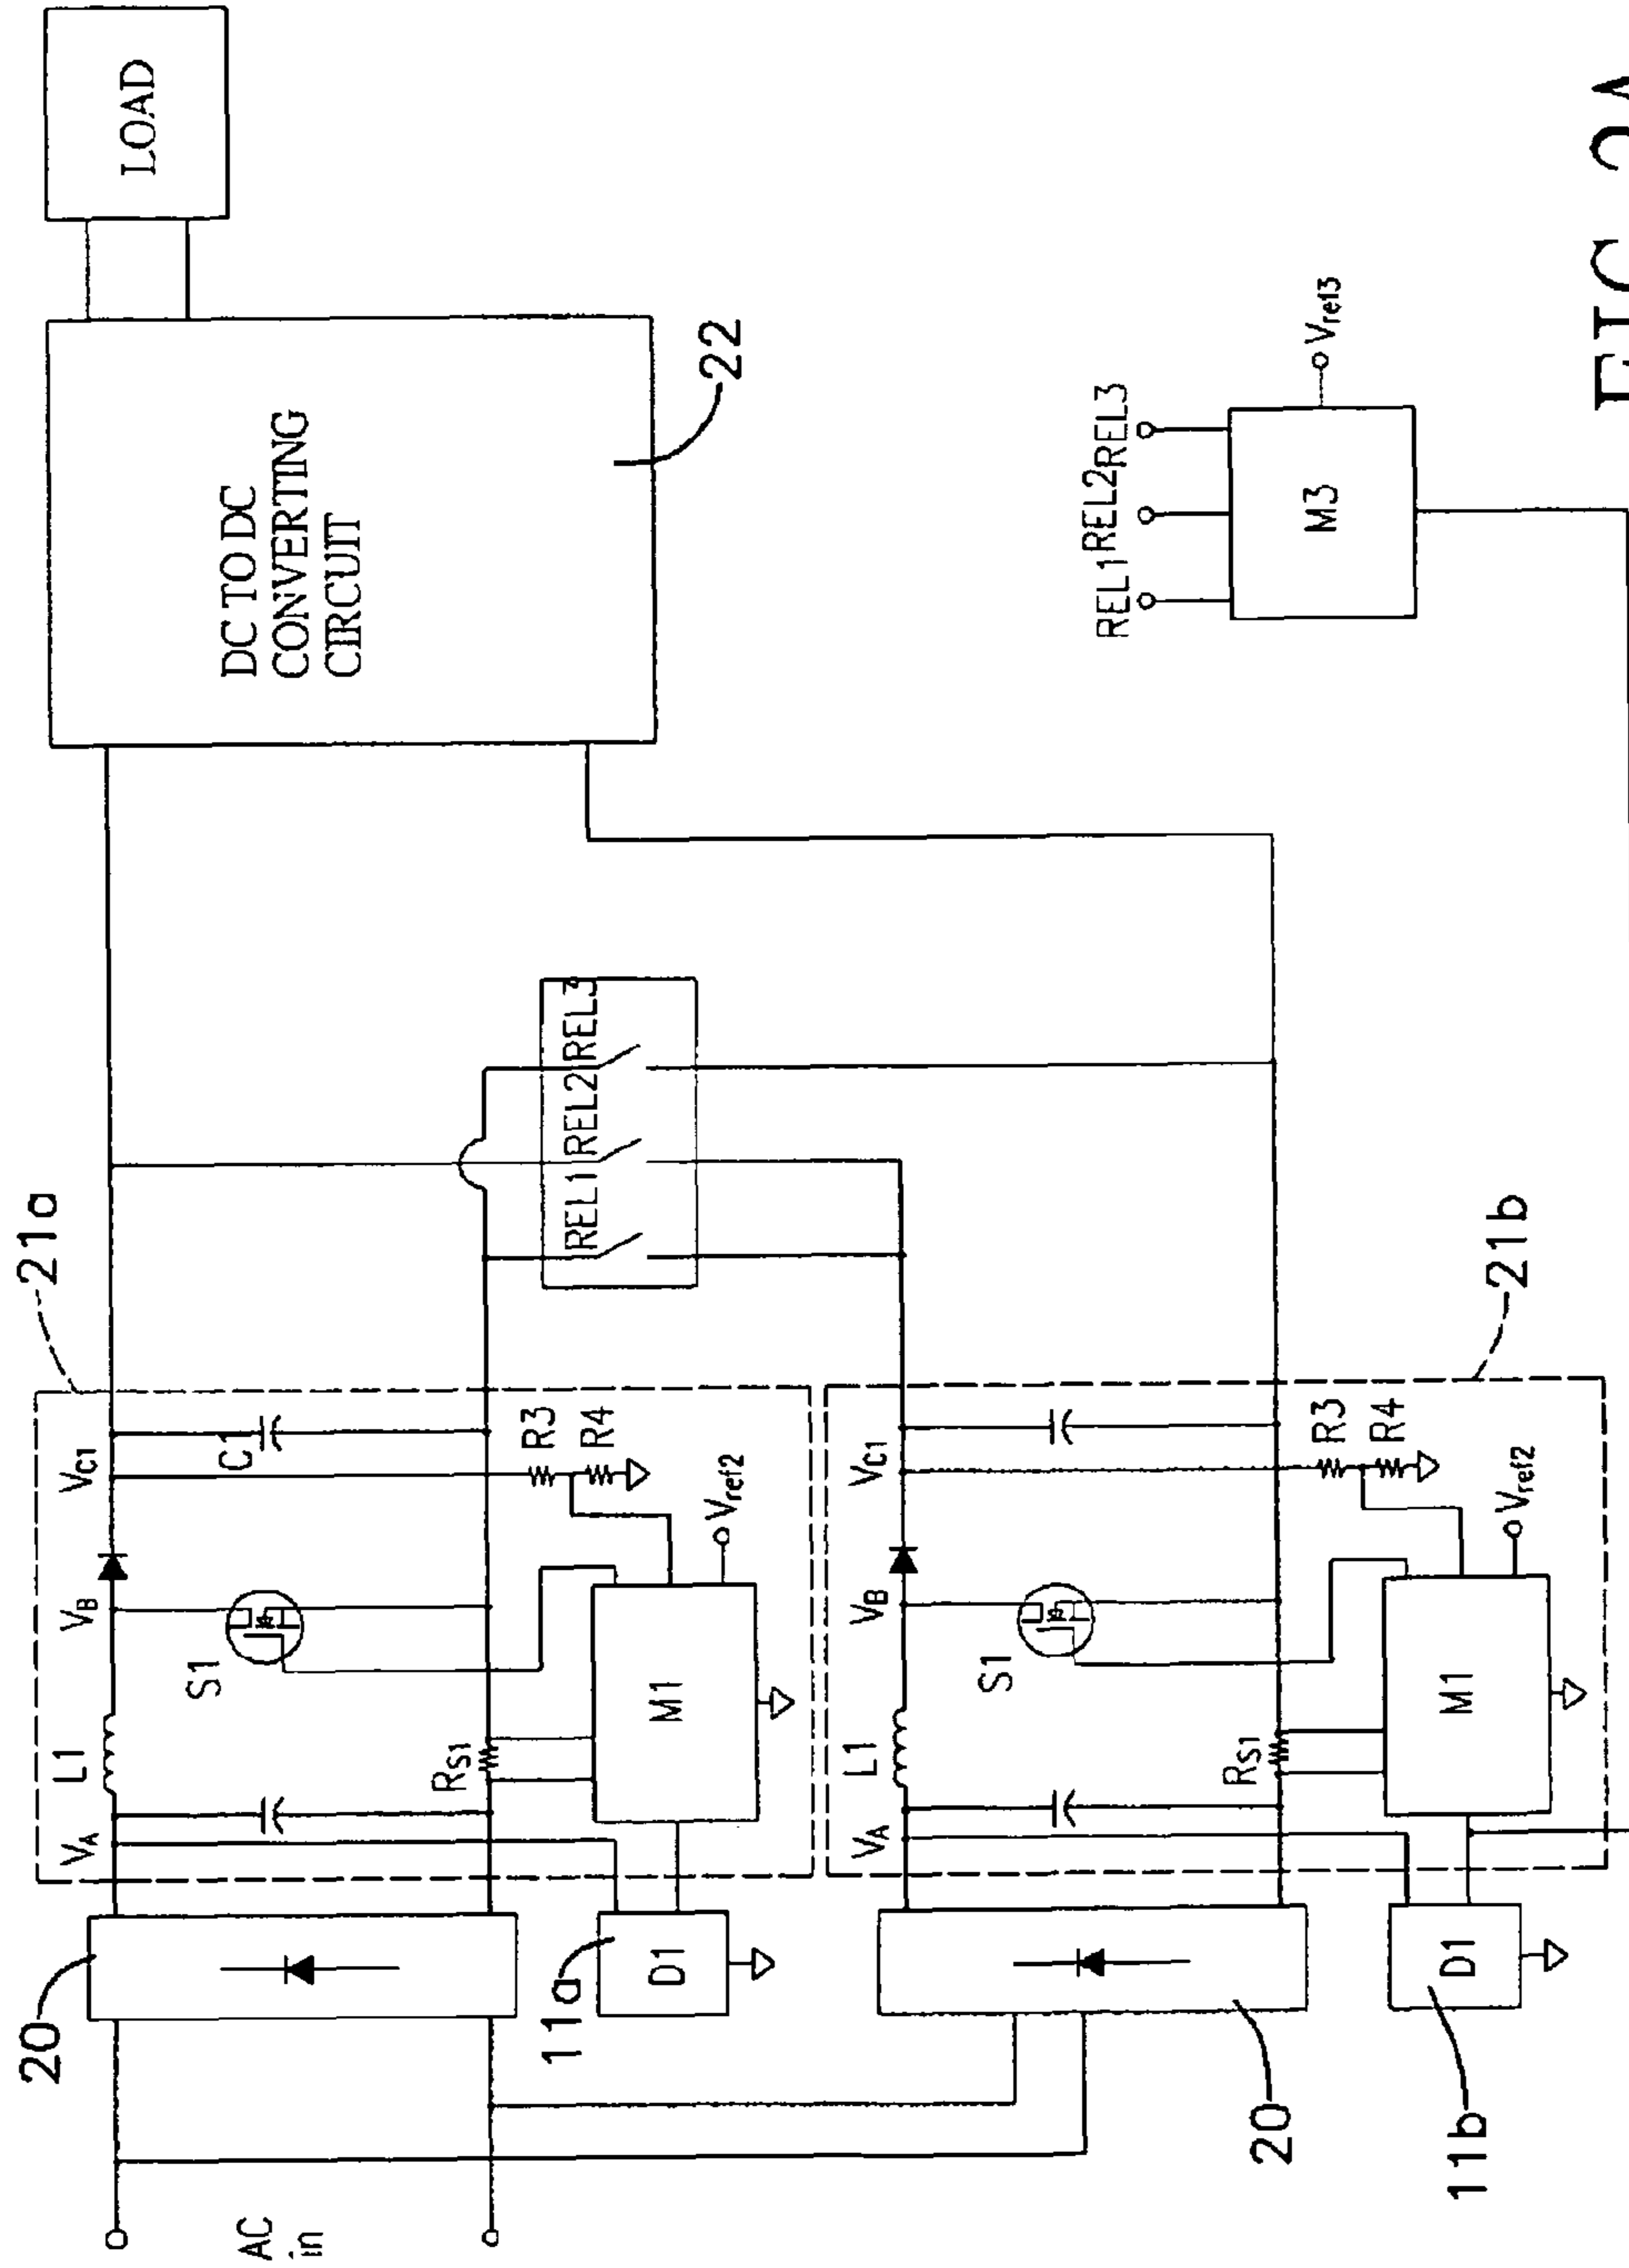 LOAD
DC TO DC
CONVERTING
CIRCUIT
22
21a
REL1 REL2 REL3
REL1 REL2 REL3
M3
Vref3
20
VA
L1
VB
VC1
C1
S1
RS1
R3
R4
M1
Vref2
11a
D1
AC
in
21b
20
VA
L1
VB
VC1
S1
RS1
R3
R4
M1
Vref2
11b
D1